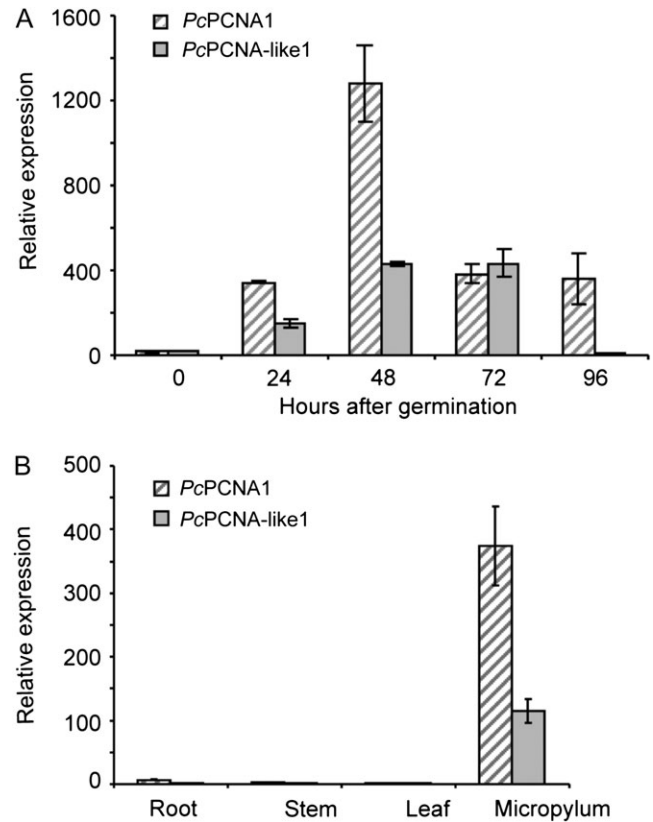 A
PcPCNA1
PcPCNA-like1
Relative expression
1600
1200
800
400
0
0 24 48 72 96
Hours after germination
B
PcPCNA1
PcPCNA-like1
Relative expression
500
400
300
200
100
0
Root Stem Leaf Micropylum